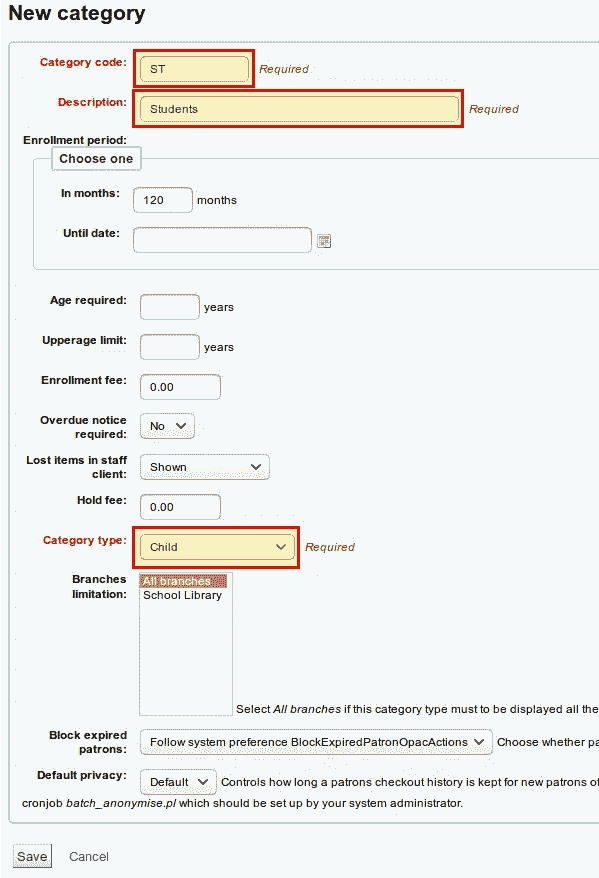 New category
Category code: ST Required
Description: Students Required
Enrollment period:
Choose one
In months: 120 months
Until date:
Age required: years
Upperage limit: years
Enrollment fee: 0.00
Overdue notice required: No
Lost items in staff client: Shown
Hold fee: 0.00
Category type: Child Required
Branches limitation: All branches
School Library
Select All branches if this category type must to be displayed all the
Block expired patrons: Follow system preference BlockExpiredPatronOpacActions Choose whether pa
Default privacy: Default Controls how long a patrons checkout history is kept for new patrons of
cronjob batch_anonymise.pl which should be set up by your system administrator.
Save Cancel